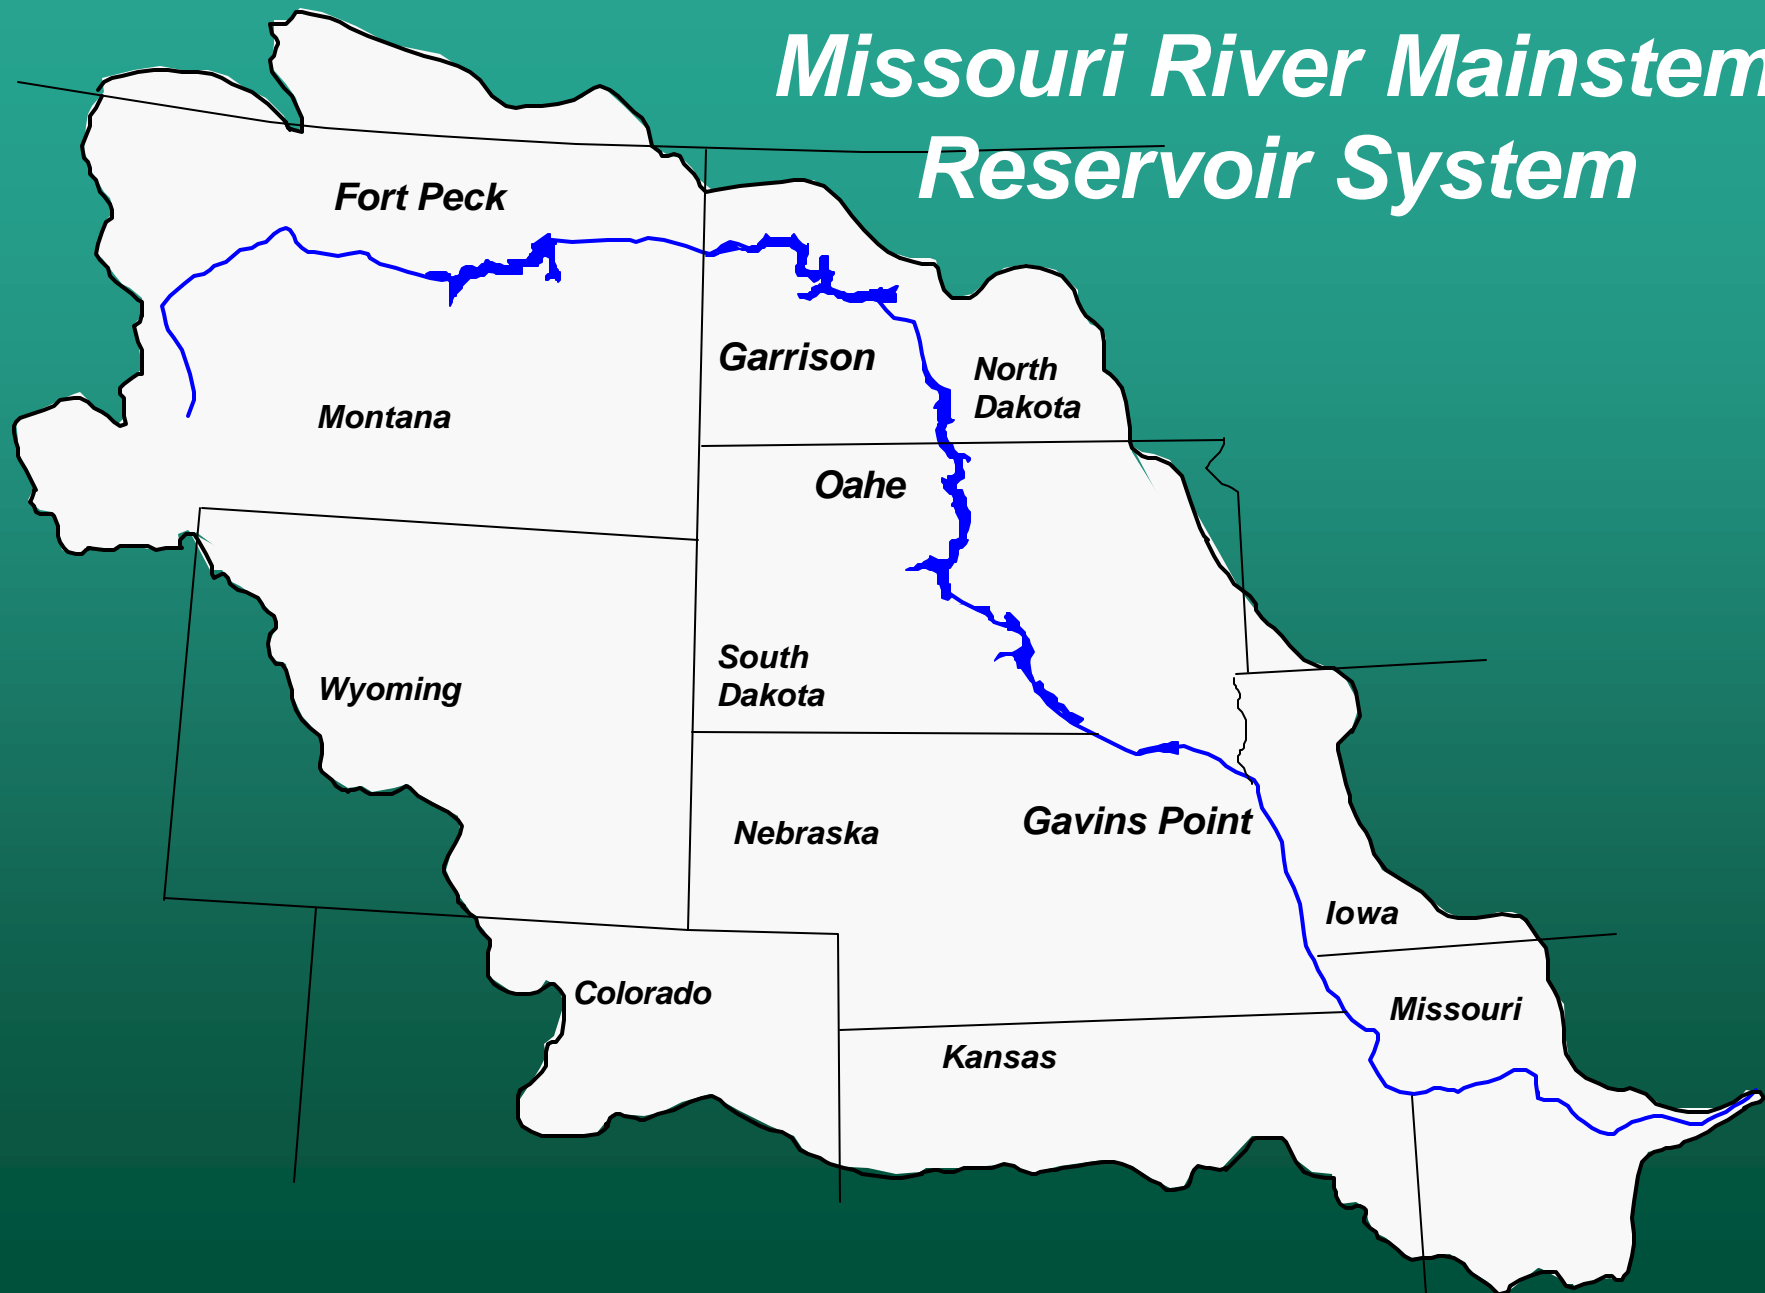 Missouri River Mainstem
Reservoir System
Fort Peck
Garrison
North
Dakota
Montana
Oahe
South
Dakota
Wyoming
Gavins Point
Nebraska
Iowa
Colorado
Missouri
Kansas